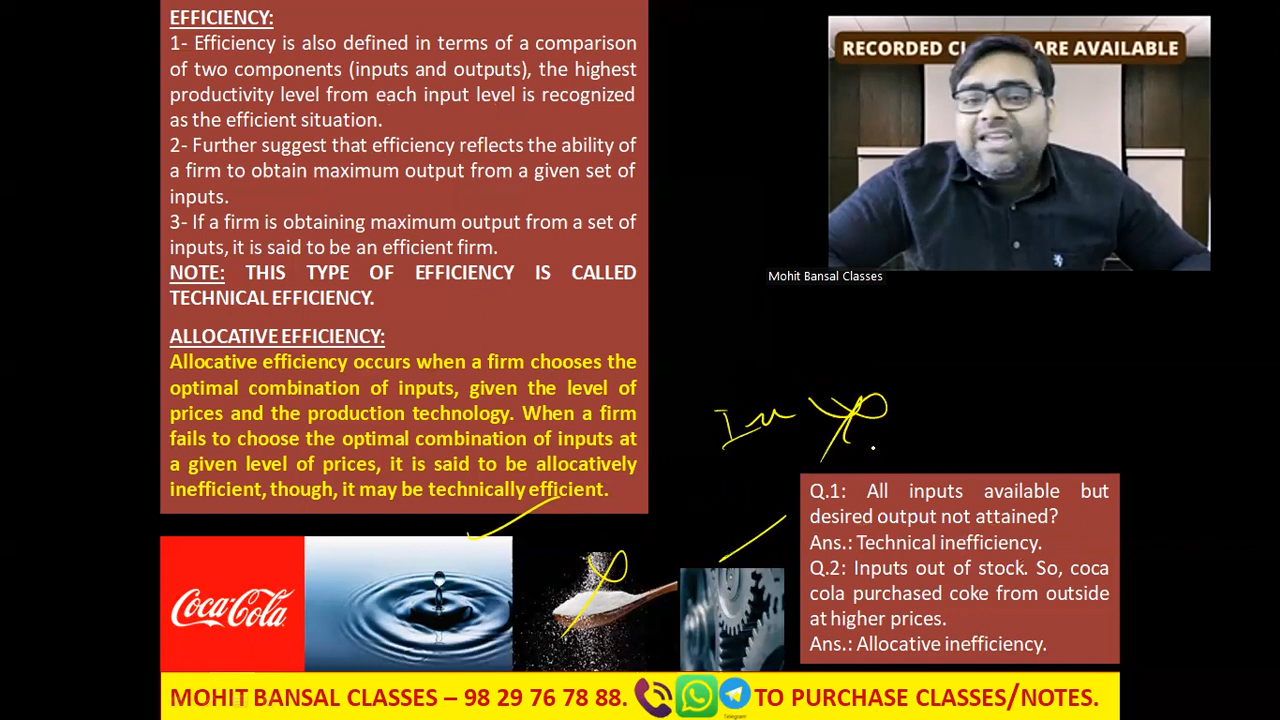 EFFICIENCY:
1- Efficiency is also defined in terms of a comparison
of two components (inputs and outputs), the highest
productivity level from each input level is recognized
as the efficient situation.
2- Further suggest that efficiency reflects the ability of
a firm to obtain maximum output from a given set of
inputs.
3- If a firm is obtaining maximum output from a set of
inputs, it is said to be an efficient firm.
NOTE: THIS TYPE OF EFFICIENCY IS CALLED
TECHNICAL EFFICIENCY.
ALLOCATIVE EFFICIENCY:
Allocative efficiency occurs when a firm chooses the
optimal combination of inputs, given the level of
prices and the production technology. When a firm
fails to choose the optimal combination of inputs at
a given level of prices, it is said to be allocatively
inefficient, though, it may be technically efficient.
RECORDED CL ARE AVAILABLE
Mohit Bansal Classes
Q.1: All inputs available but
desired output not attained?
Ans.: Technical inefficiency.
Q.2: Inputs out of stock. So, coca
cola purchased coke from outside
at higher prices.
Ans.: Allocative inefficiency.
Coca-Cola
MOHIT BANSAL CLASSES – 98 29 76 78 88.
Telegram
TO PURCHASE CLASSES/NOTES.